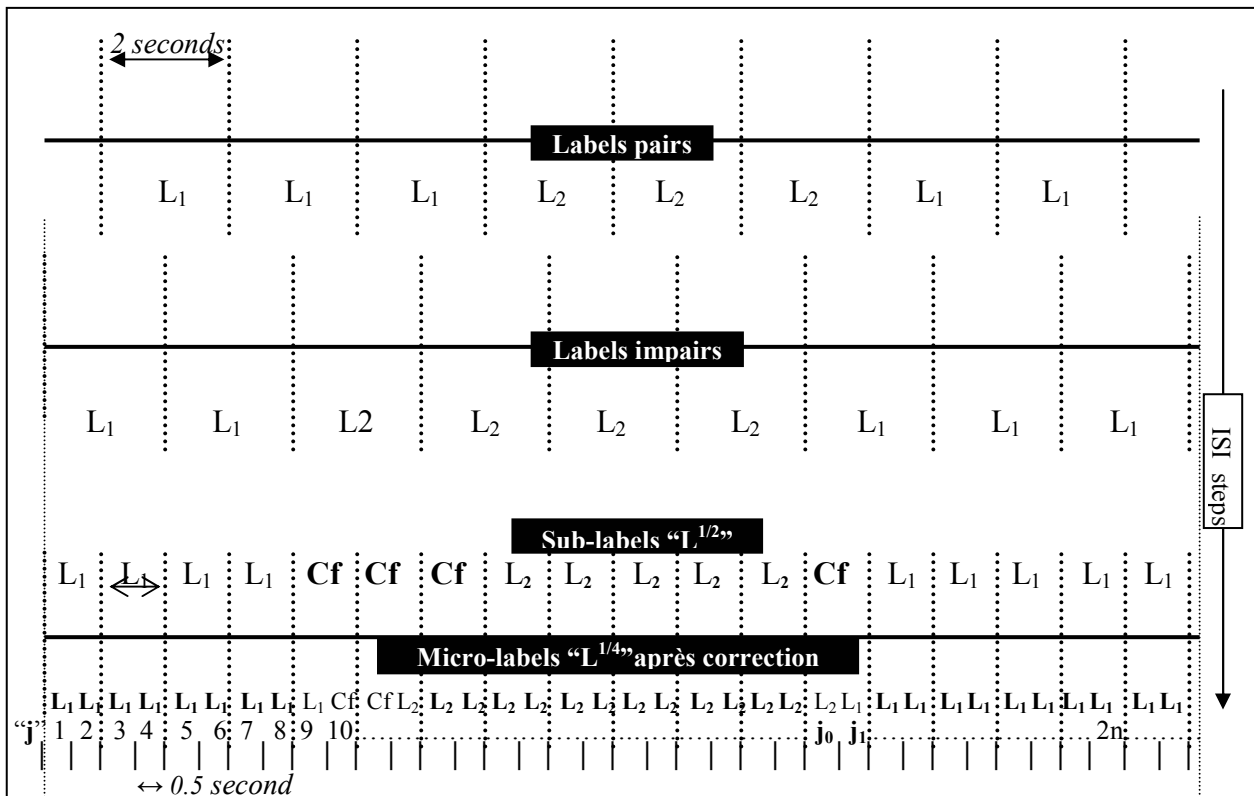 2 seconds
Labels pairs
L₁ L₁ L₁ L₂ L₂ L₂ L₁ L₁
Labels impairs
L₁ L₁ L2 L₂ L₂ L₂ L₁ L₁ L₁
ISI steps
Sub-labels “L^{1/2}”
L₁ L₁ L₁ L₁ Cf Cf Cf L₂ L₂ L₂ L₂ L₂ Cf L₁ L₁ L₁ L₁ L₁
Micro-labels “L^{1/4}”après correction
L₁ L₁ L₁ L₁ L₁ L₁ L₁ L₁ L₁ Cf Cf L₂ L₂ L₂ L₂ L₂ L₂ L₂ L₂ L₂ L₂ L₂ L₂ L₂ L₂ L₁ L₁ L₁ L₁ L₁ L₁ L₁ L₁ L₁ L₁ L₁
“j” 1 2 3 4 5 6 7 8 9 10 j₀ j₁ 2n
↔ 0.5 second